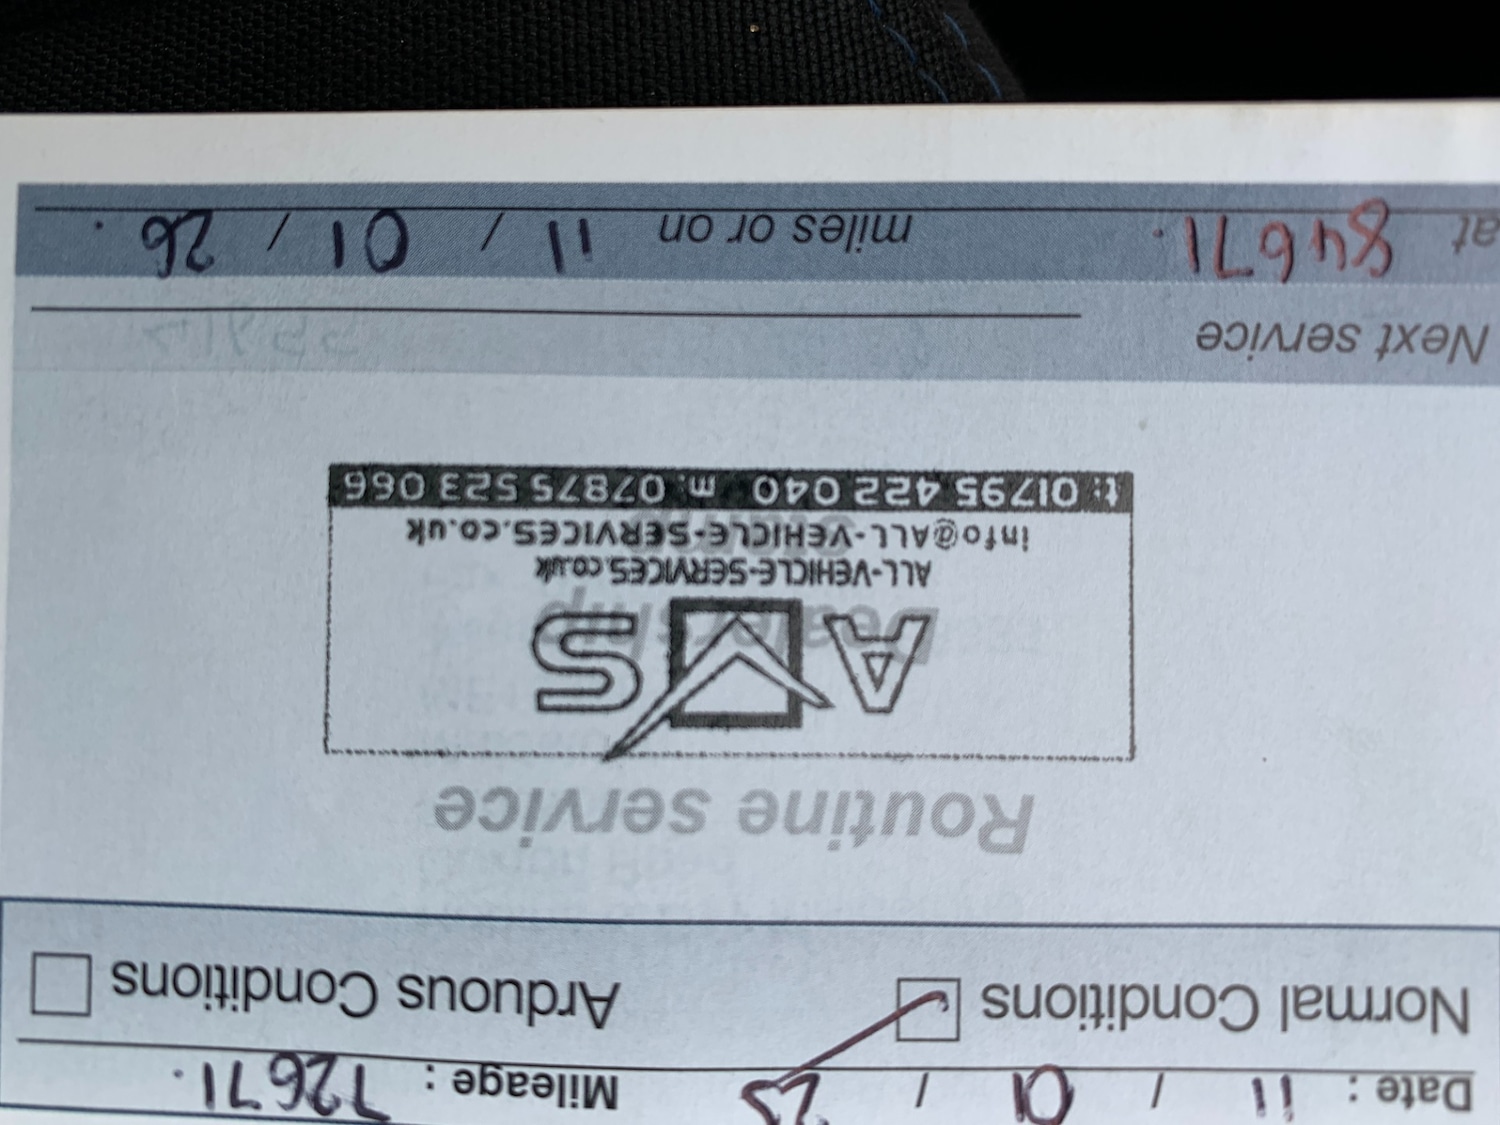 Date : 11 / 01 / 25 Mileage : 72671.
Normal Conditions Arduous Conditions
Routine service
AVS
ALL-VEHICLE-SERVICES.co.uk
Dealership
info@ALL-VEHICLE-SERVICES.co.uk
stamp
t: 01795 422 040 m: 07875 523 066
Next service
at 84671. miles or on 11 / 01 / 26.